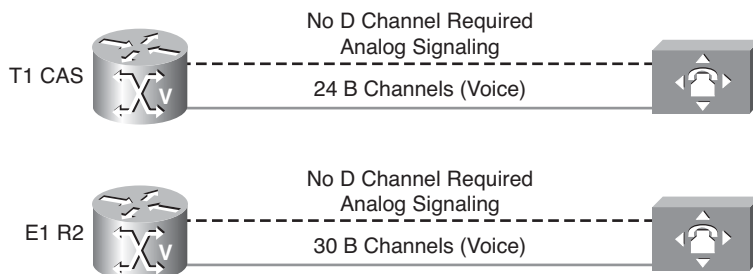 No D Channel Required
Analog Signaling
T1 CAS
V
24 B Channels (Voice)
No D Channel Required
Analog Signaling
E1 R2
V
30 B Channels (Voice)